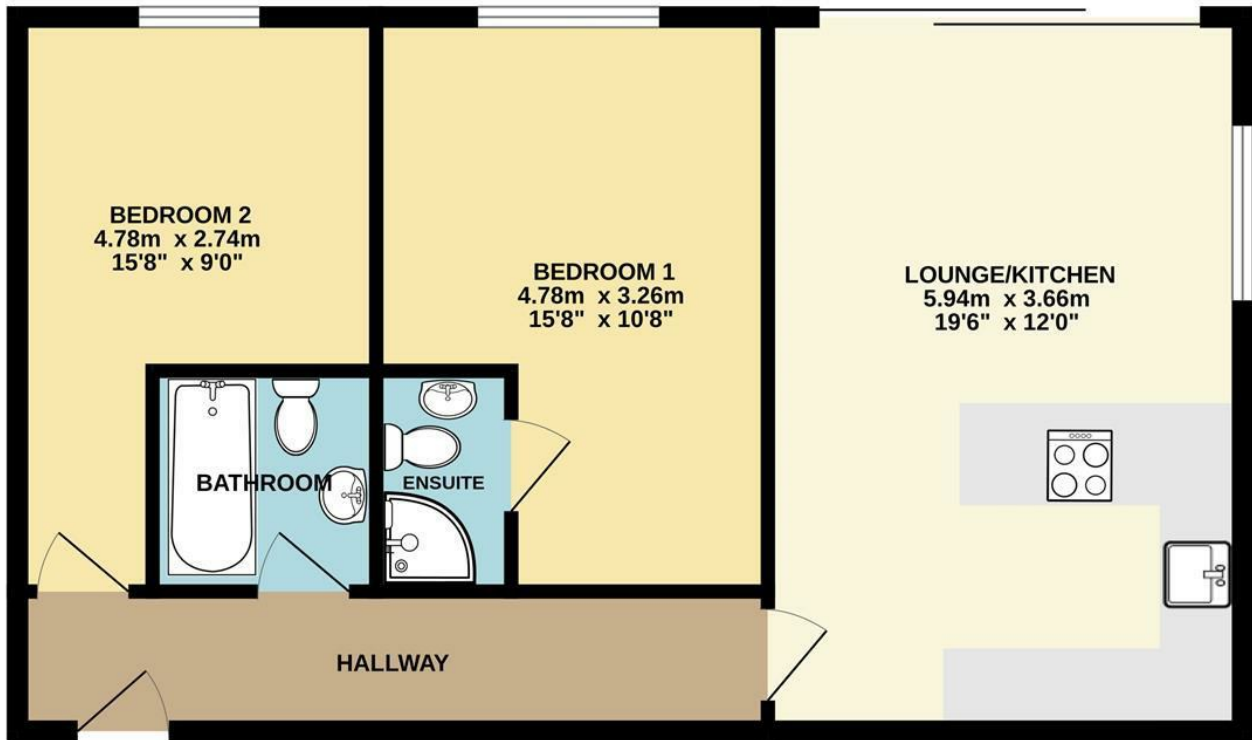 BEDROOM 2
4.78m x 2.74m
15'8" x 9'0"
BEDROOM 1
4.78m x 3.26m
15'8" x 10'8"
LOUNGE/KITCHEN
5.94m x 3.66m
19'6" x 12'0"
BATHROOM
ENSUITE
HALLWAY